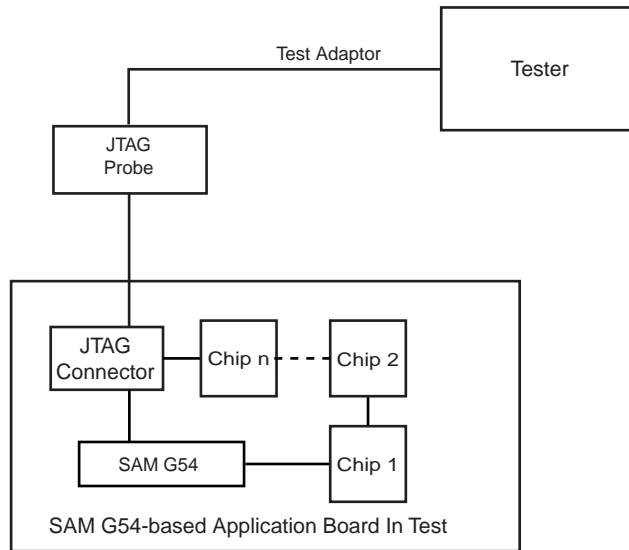 Test Adaptor
Tester
JTAG
Probe
JTAG
Connector
Chip n
Chip 2
SAM G54
Chip 1
SAM G54-based Application Board In Test